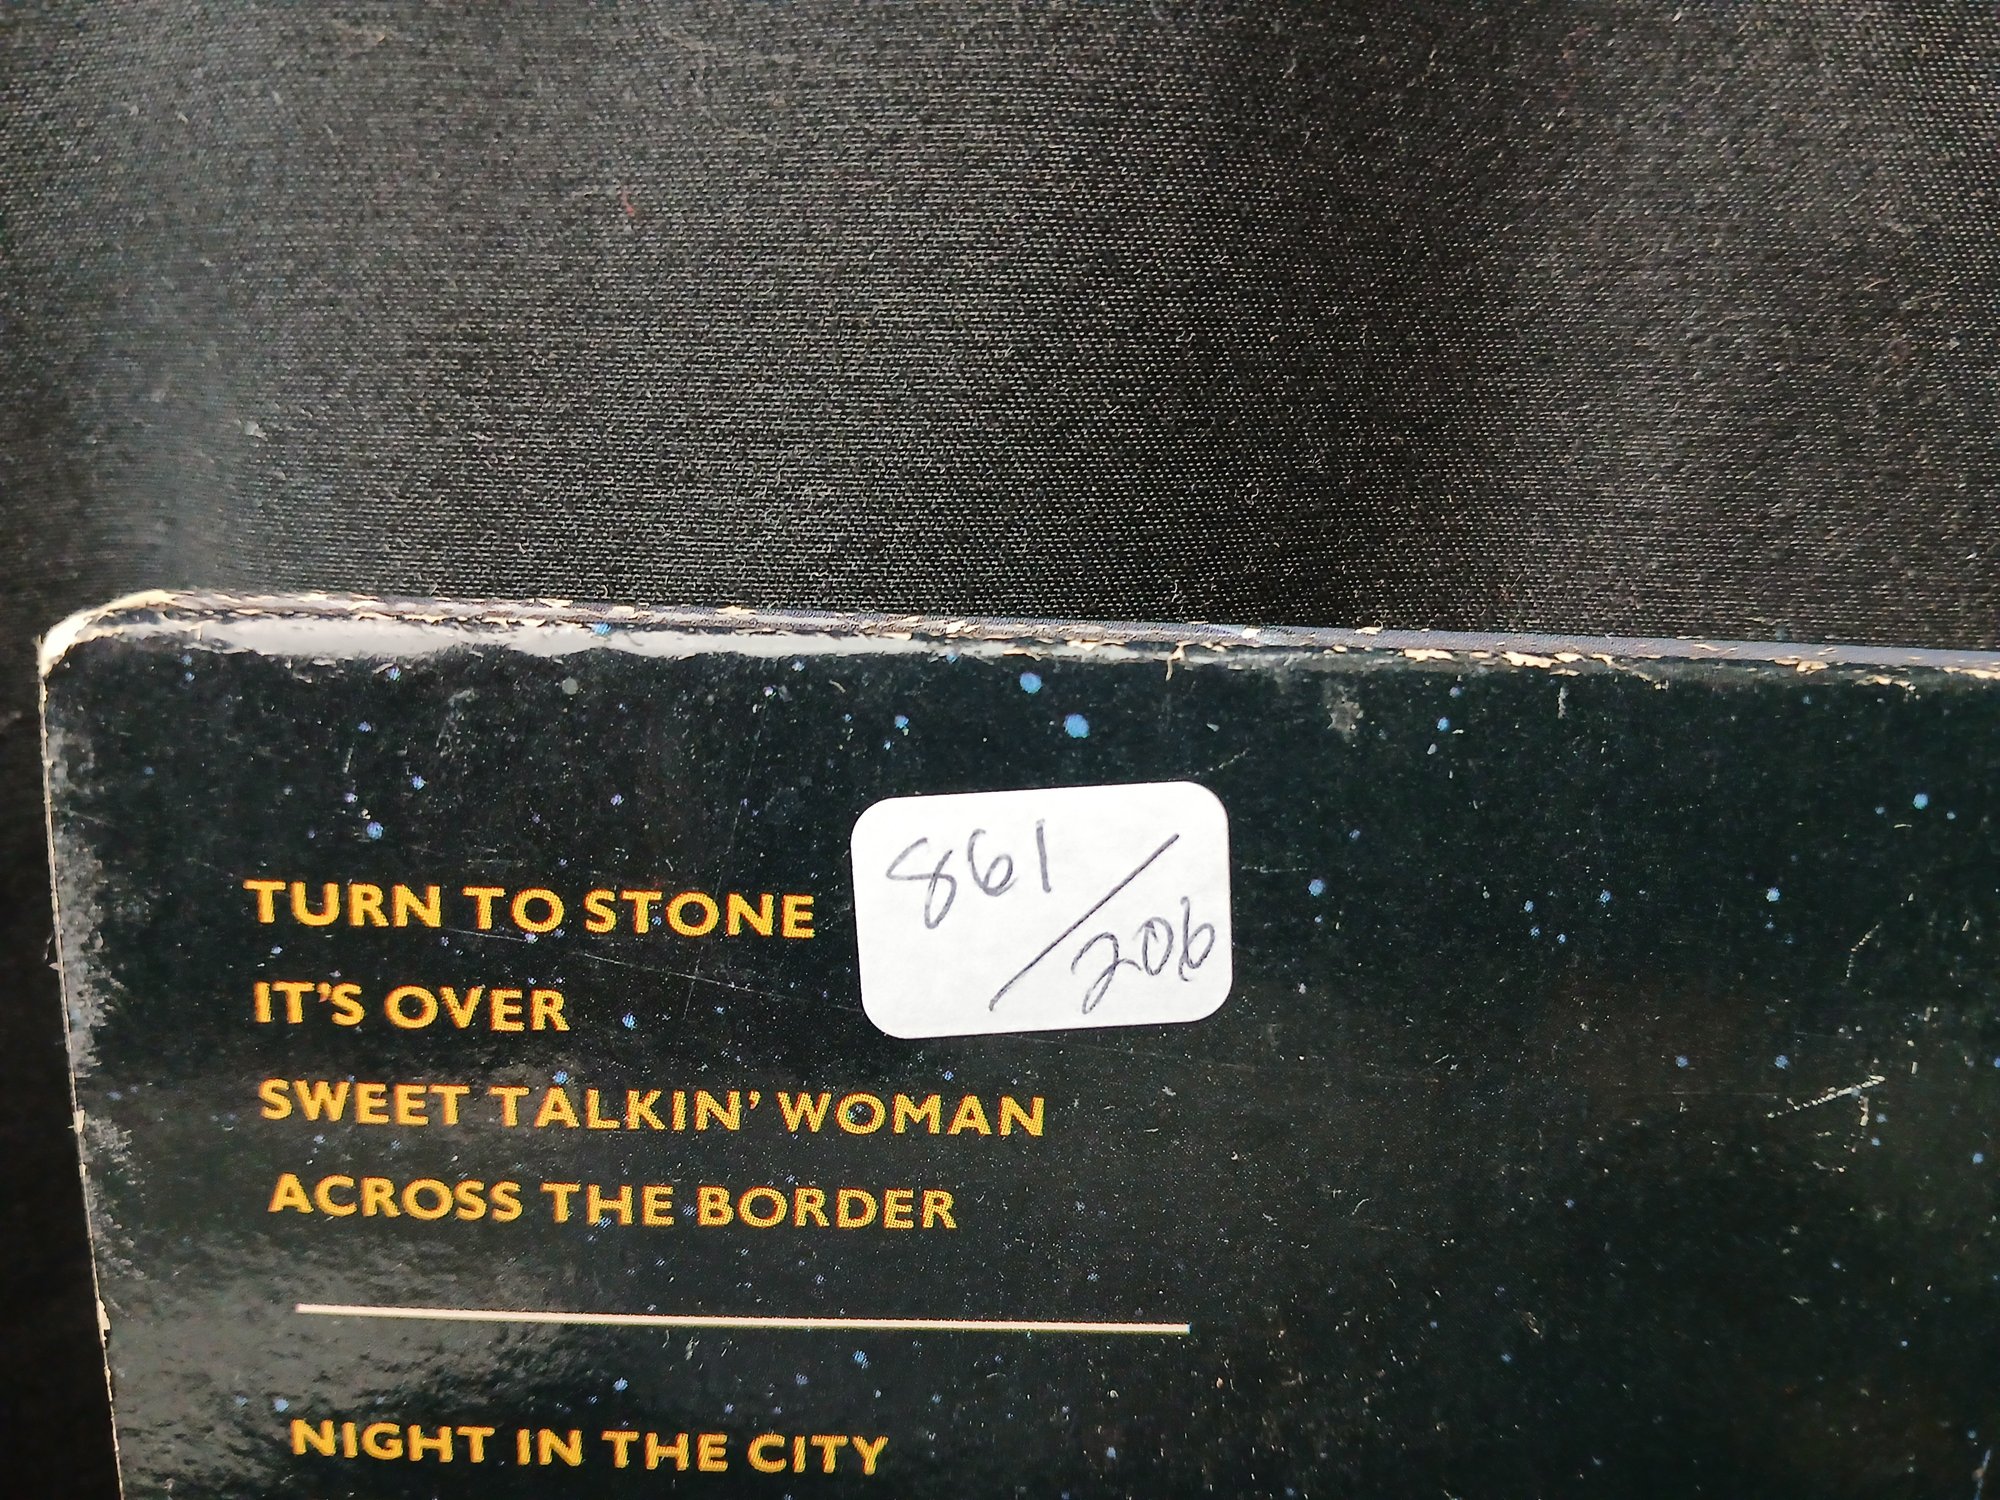 861/206
TURN TO STONE
IT'S OVER
SWEET TALKIN' WOMAN
ACROSS THE BORDER
NIGHT IN THE CITY